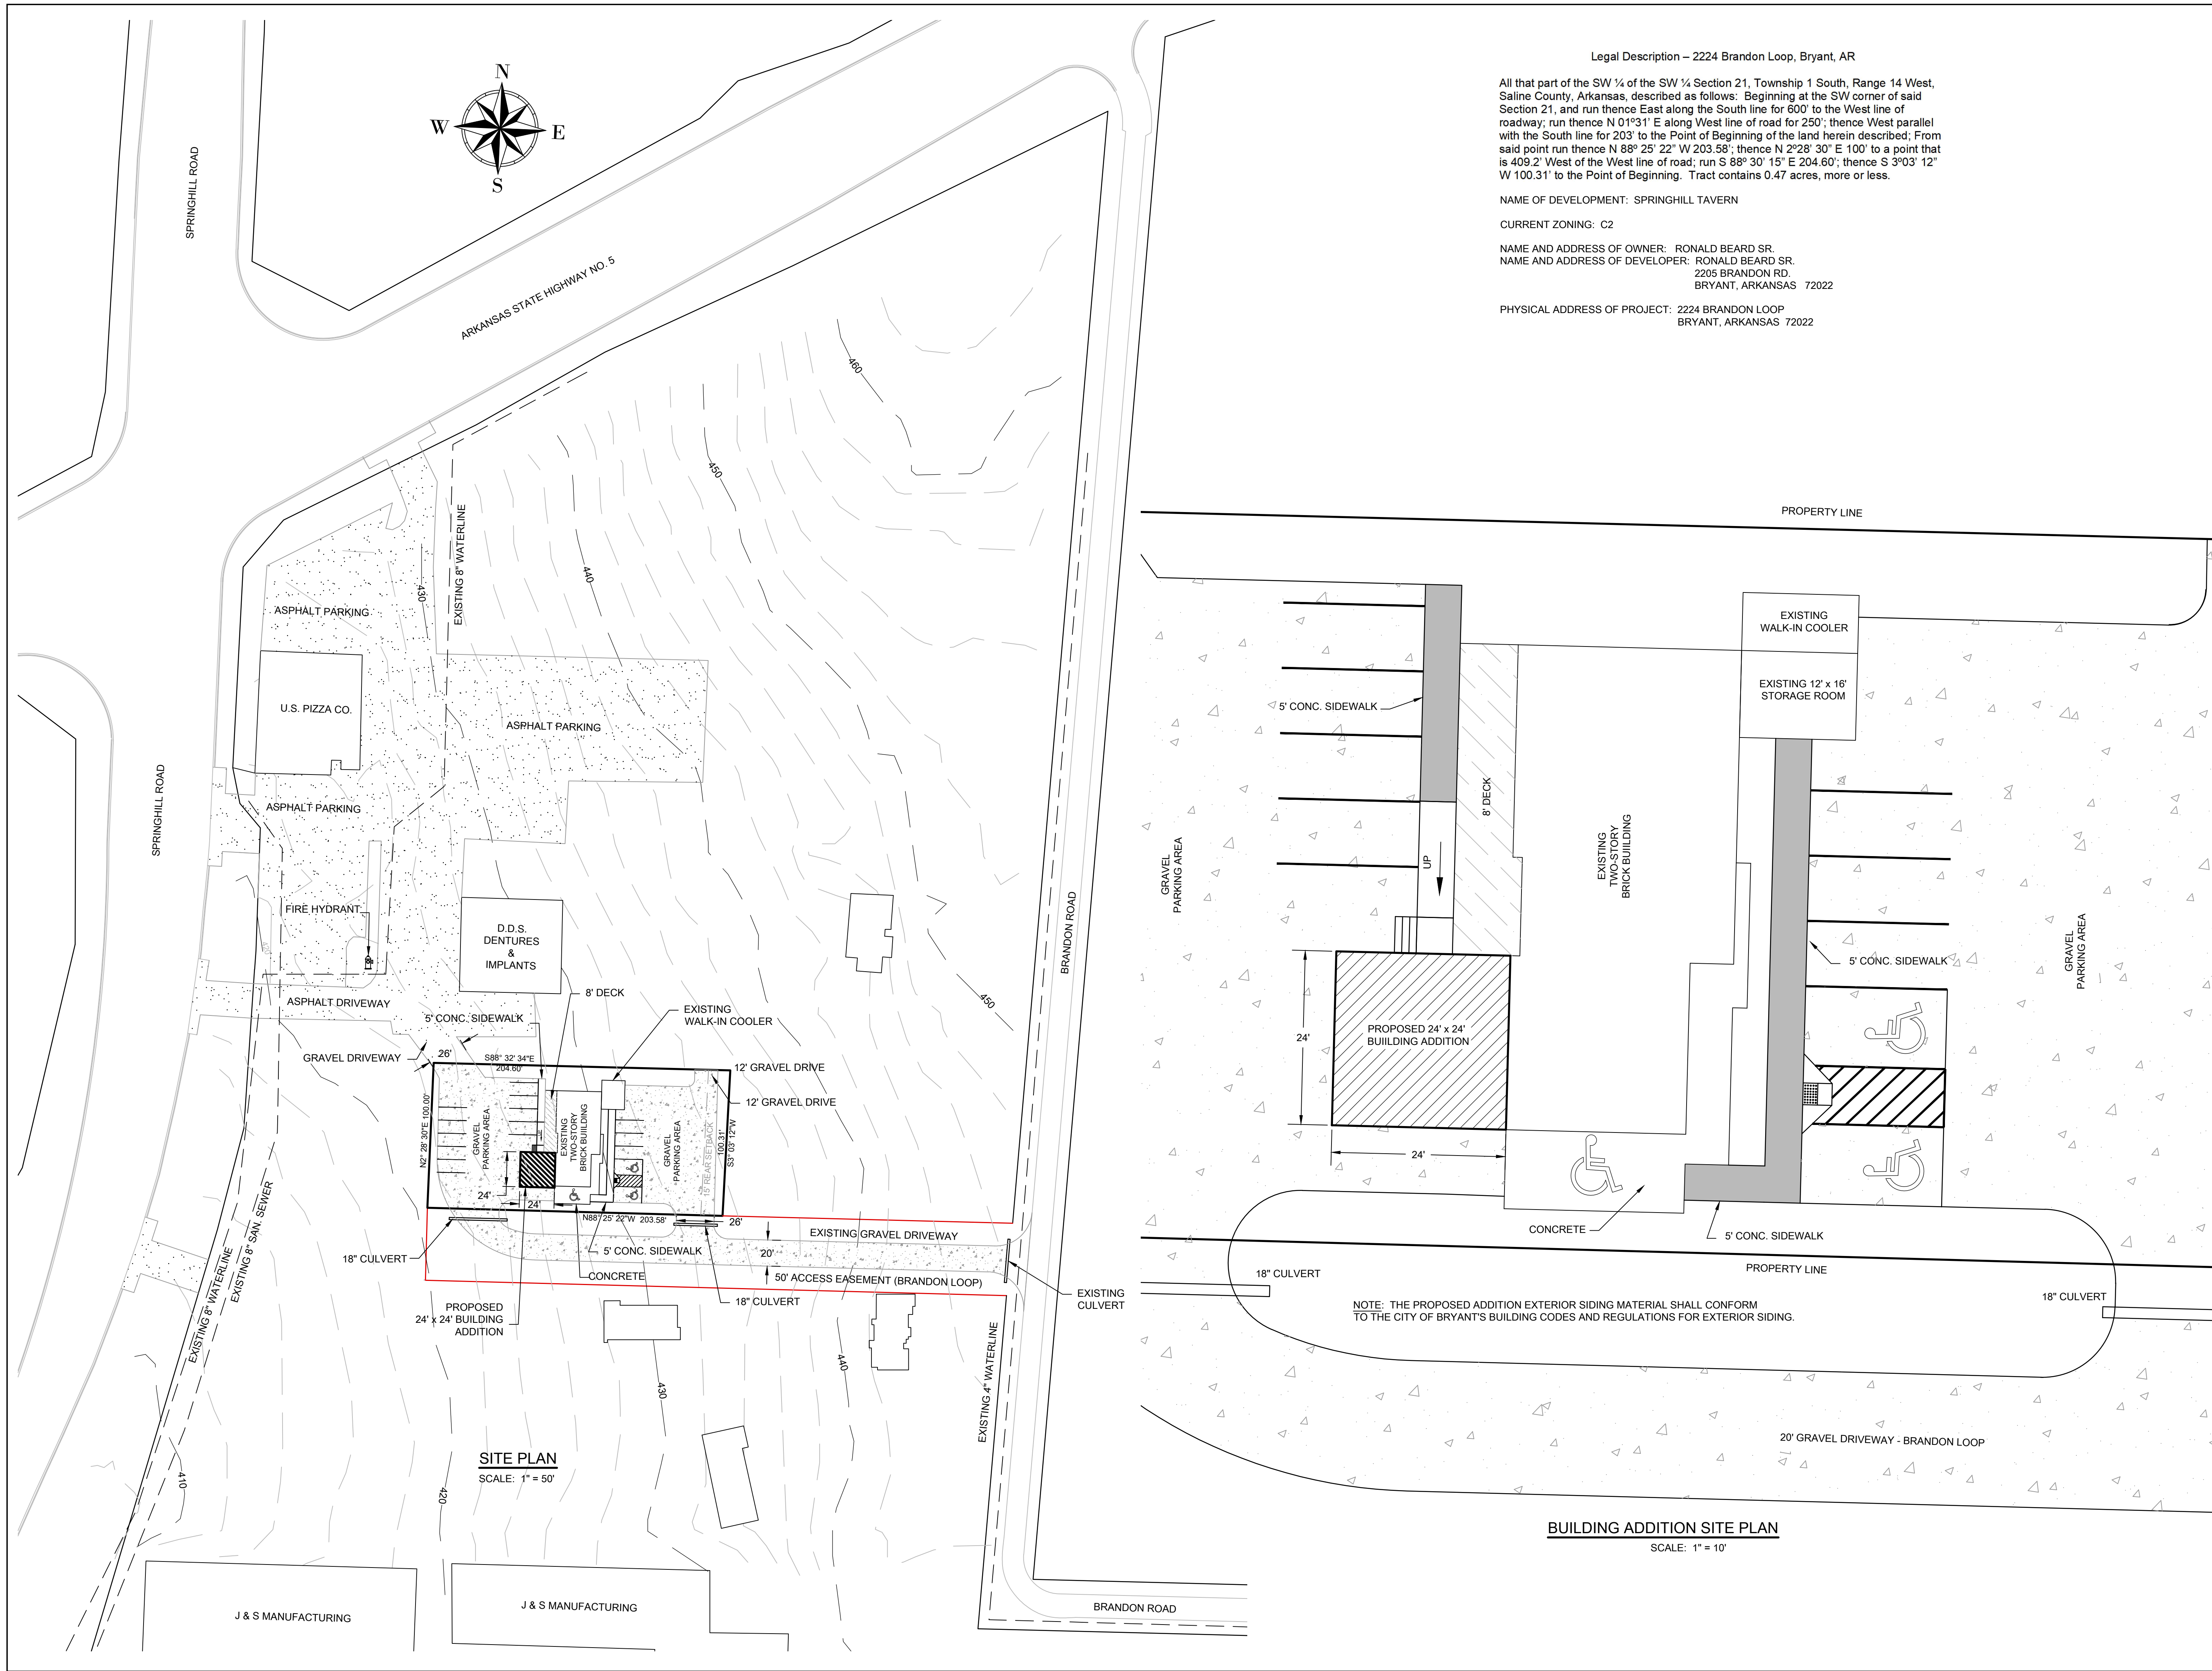 Legal Description – 2224 Brandon Loop, Bryant, AR
All that part of the SW ¼ of the SW ¼ Section 21, Township 1 South, Range 14 West,
Saline County, Arkansas, described as follows:  Beginning at the SW corner of said
Section 21, and run thence East along the South line for 600' to the West line of
roadway; run thence N 01º31' E along West line of road for 250'; thence West parallel
with the South line for 203' to the Point of Beginning of the land herein described; From
said point run thence N 88º 25' 22" W 203.58'; thence N 2º28' 30" E 100' to a point that
is 409.2' West of the West line of road; run S 88º 30' 15" E 204.60'; thence S 3º03' 12"
W 100.31' to the Point of Beginning.  Tract contains 0.47 acres, more or less.
NAME OF DEVELOPMENT:  SPRINGHILL TAVERN
CURRENT ZONING:  C2
NAME AND ADDRESS OF OWNER:   RONALD BEARD SR.
NAME AND ADDRESS OF DEVELOPER:  RONALD BEARD SR.
2205 BRANDON RD.
BRYANT, ARKANSAS   72022
PHYSICAL ADDRESS OF PROJECT:  2224 BRANDON LOOP
BRYANT, ARKANSAS  72022
N
W
E
S
SPRINGHILL ROAD
ARKANSAS STATE HIGHWAY NO. 5
460
450
440
430
EXISTING 8" WATERLINE
ASPHALT PARKING
U.S. PIZZA CO.
ASPHALT PARKING
ASPHALT PARKING
SPRINGHILL ROAD
FIRE HYDRANT
D.D.S.
DENTURES
&
IMPLANTS
BRANDON ROAD
450
ASPHALT DRIVEWAY
8' DECK
5' CONC. SIDEWALK
EXISTING
WALK-IN COOLER
GRAVEL DRIVEWAY
26'
S88° 32' 34"E
204.60'
12' GRAVEL DRIVE
12' GRAVEL DRIVE
N2° 28' 30"E 100.00'
GRAVEL
PARKING AREA
EXISTING
TWO-STORY
BRICK BUIILDING
GRAVEL
PARKING AREA
15' REAR SETBACK
100.31'
S3° 03' 12"W
24'
24'
N88° 25' 22"W  203.58'
26'
EXISTING GRAVEL DRIVEWAY
18" CULVERT
5' CONC. SIDEWALK
20'
CONCRETE
50' ACCESS EASEMENT (BRANDON LOOP)
18" CULVERT
EXISTING
CULVERT
PROPOSED
24' x 24' BUILDING
ADDITION
EXISTING 8" WATERLINE
EXISTING 8" SAN. SEWER
EXISTING 4" WATERLINE
440
430
420
410
SITE PLAN
SCALE:  1" = 50'
J & S MANUFACTURING
J & S MANUFACTURING
BRANDON ROAD
PROPERTY LINE
EXISTING
WALK-IN COOLER
EXISTING 12' x 16'
STORAGE ROOM
5' CONC. SIDEWALK
8' DECK
UP
GRAVEL
PARKING AREA
EXISTING
TWO-STORY
BRICK BUIILDING
GRAVEL
PARKING AREA
5' CONC. SIDEWALK
24'
PROPOSED 24' x 24'
BUIILDING ADDITION
24'
CONCRETE
5' CONC. SIDEWALK
PROPERTY LINE
18" CULVERT
18" CULVERT
NOTE:  THE PROPOSED ADDITION EXTERIOR SIDING MATERIAL SHALL CONFORM
TO THE CITY OF BRYANT'S BUILDING CODES AND REGULATIONS FOR EXTERIOR SIDING.
20' GRAVEL DRIVEWAY - BRANDON LOOP
BUILDING ADDITION SITE PLAN
SCALE:  1" = 10'